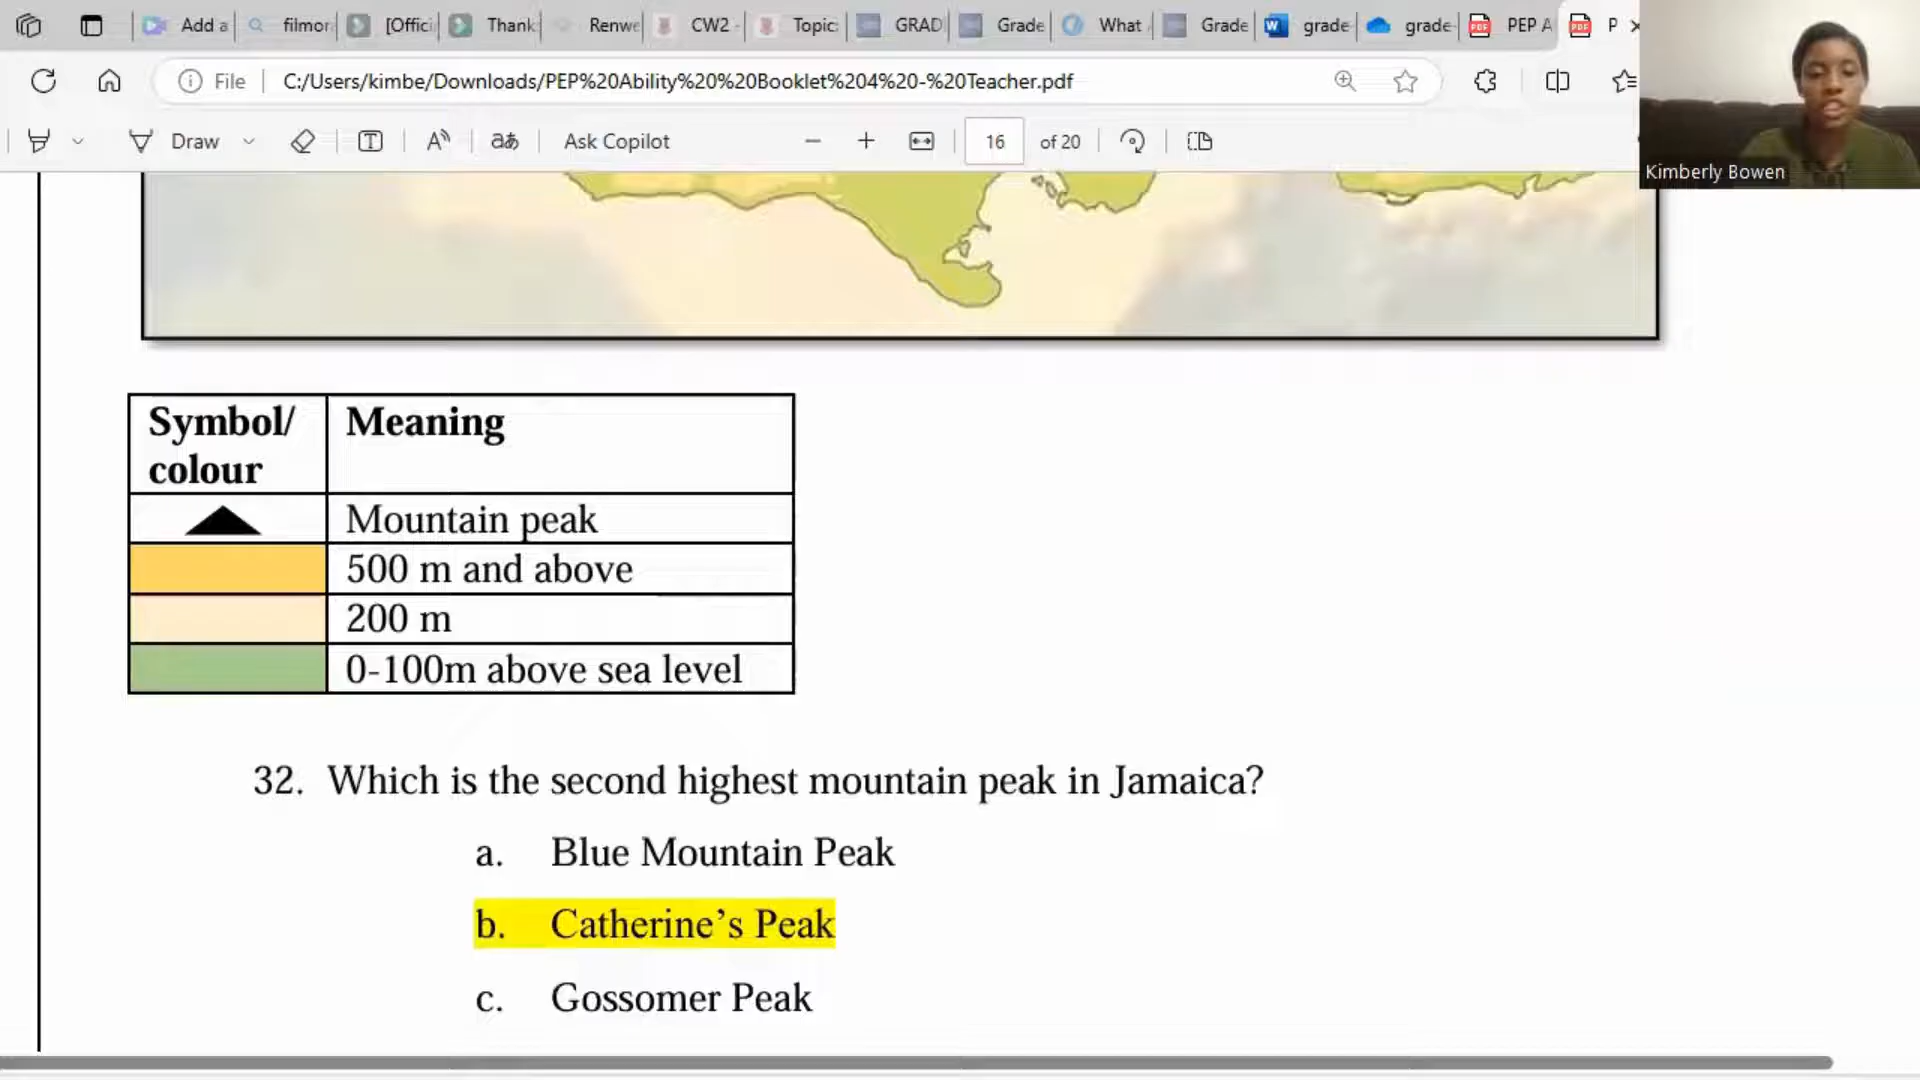 Add a
filmor
[Offici
Thank
Renwe
CW2 -
Topic
GRAD
Grade
What
Grade
grade
grade
PEP A
P
File
C:/Users/kimbe/Downloads/PEP%20Ability%20%20Booklet%204%20-%20Teacher.pdf
Draw
Ask Copilot
16
of 20
Kimberly Bowen
Symbol/
colour
Meaning
Mountain peak
500 m and above
200 m
0-100m above sea level
32. Which is the second highest mountain peak in Jamaica?
a. Blue Mountain Peak
b. Catherine’s Peak
c. Gossomer Peak